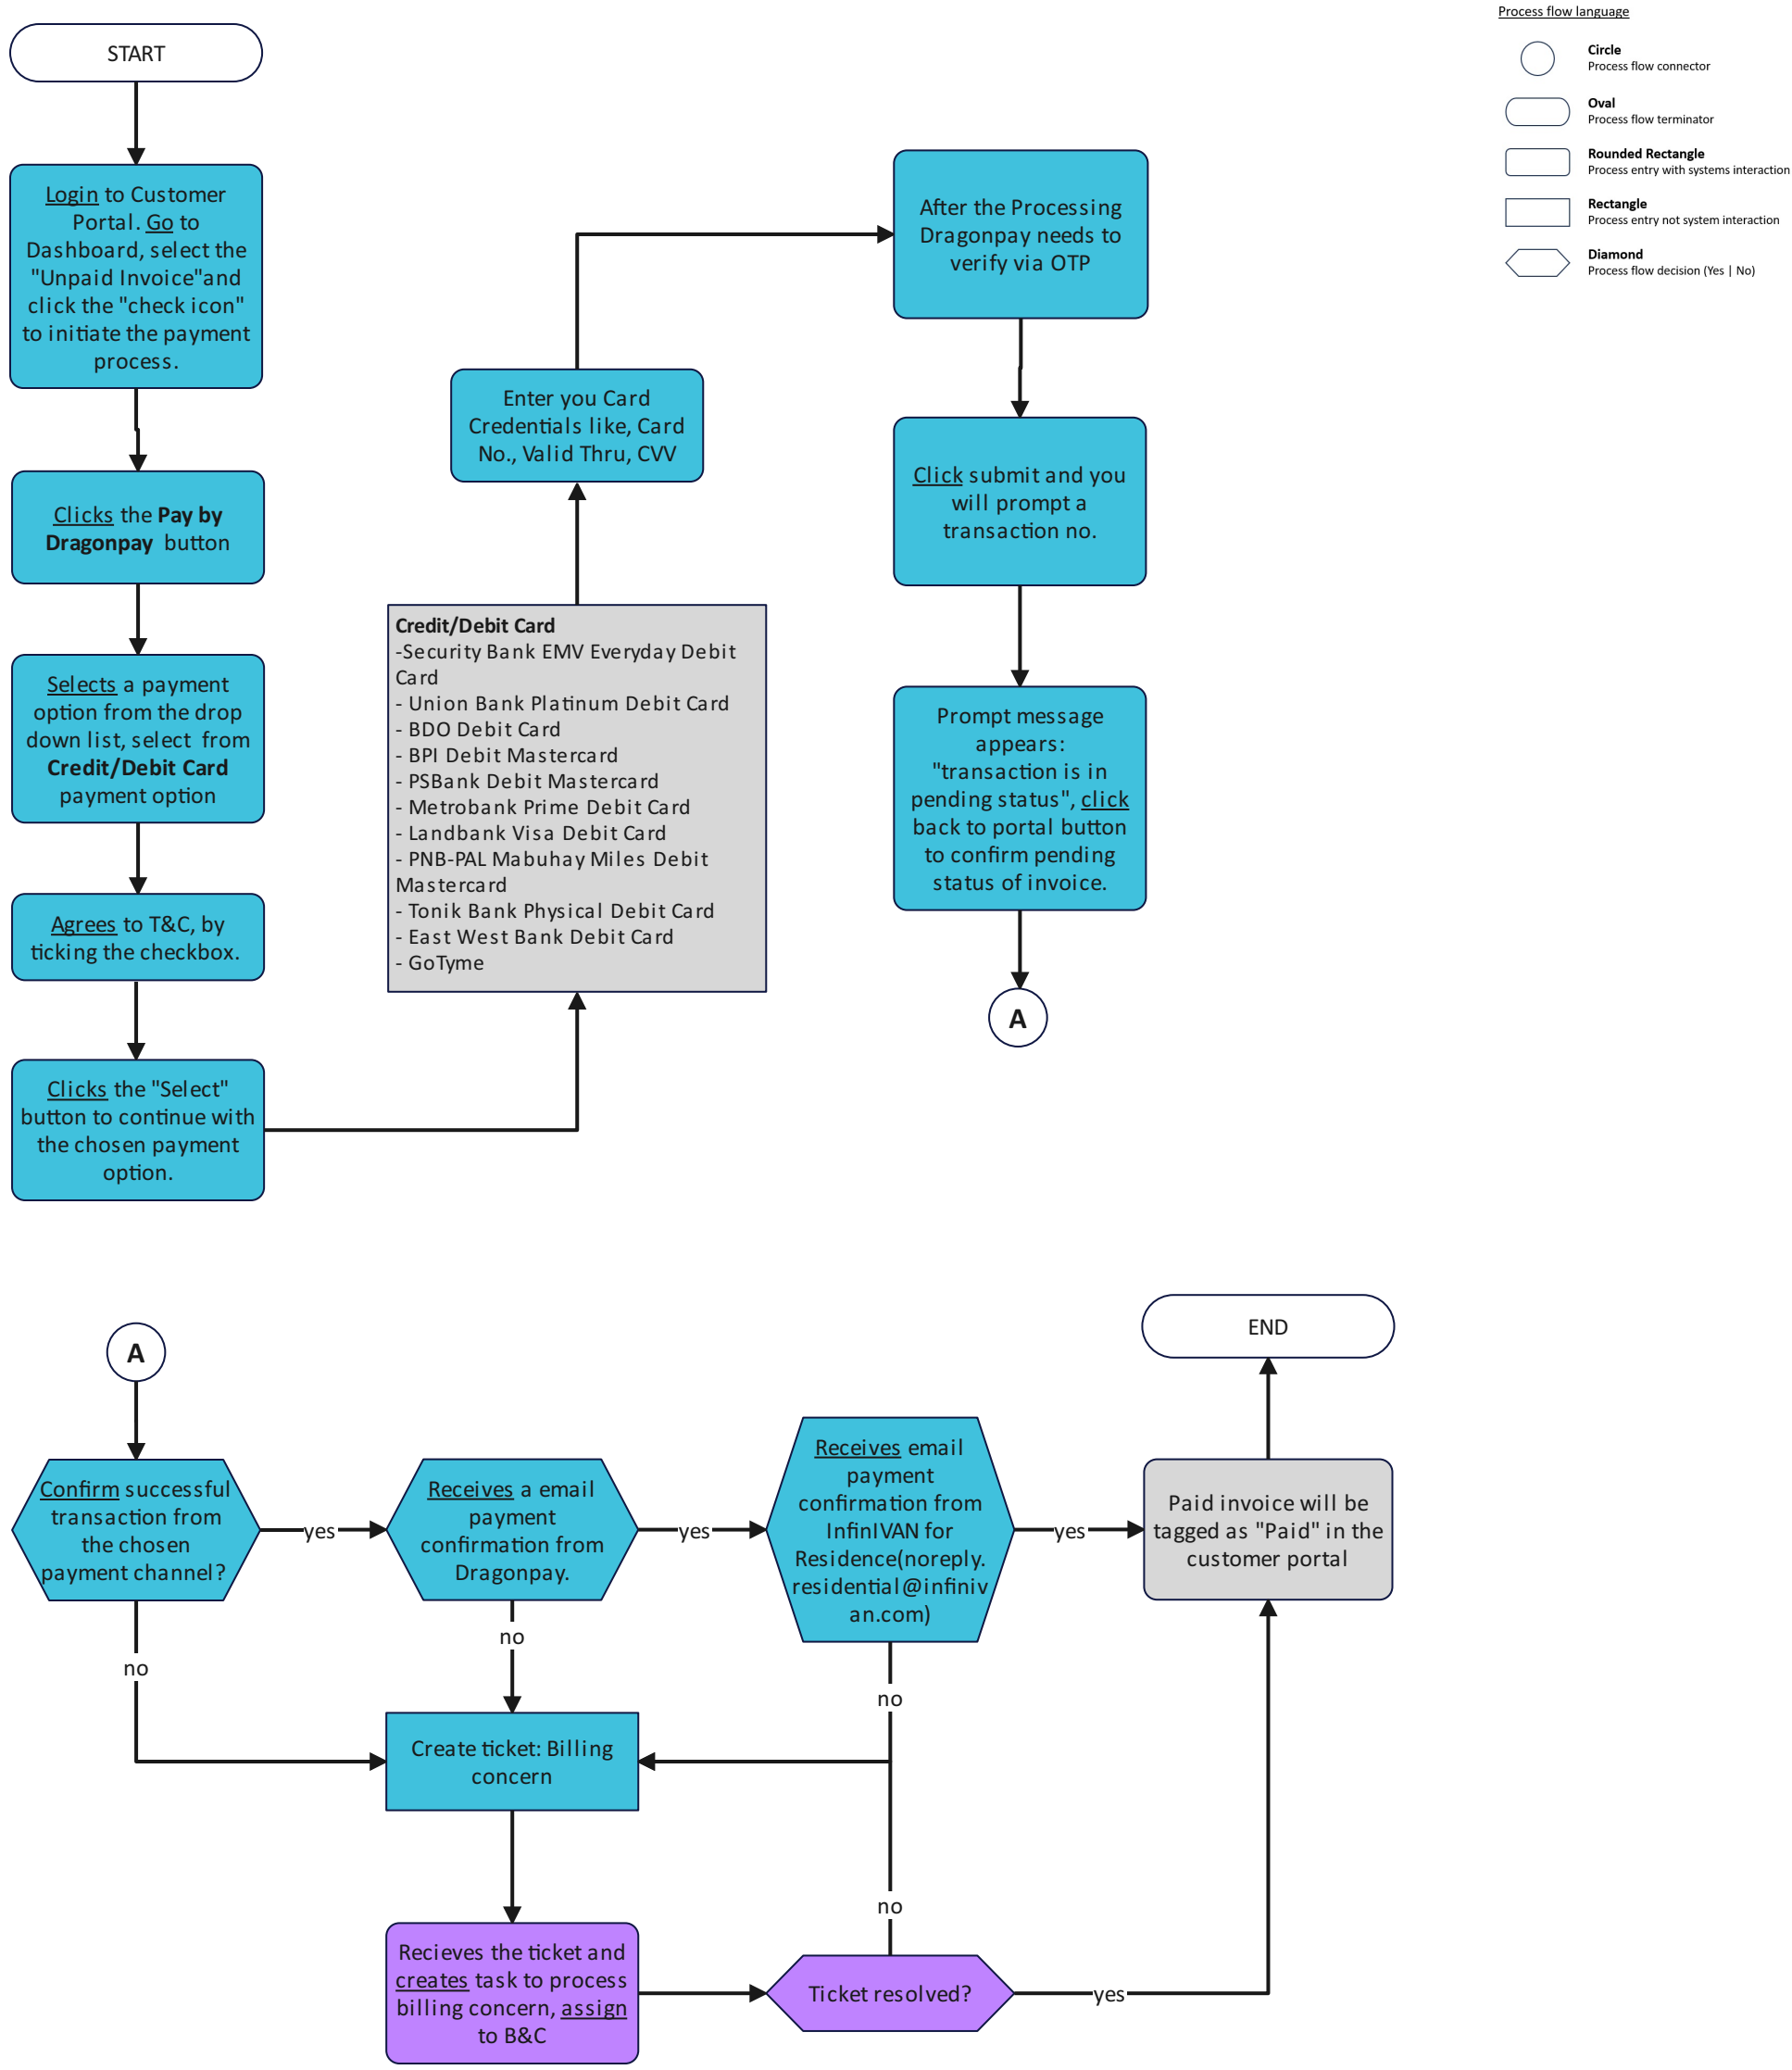 START
Login to Customer
Portal. Go to
Dashboard, select the
"Unpaid Invoice"and
click the "check icon"
to initiate the payment
process.
Clicks the Pay by
Dragonpay button
Selects a payment
option from the drop
down list, select from
Credit/Debit Card
payment option
Agrees to T&C, by
ticking the checkbox.
Clicks the "Select"
button to continue with
the chosen payment
option.
Credit/Debit Card
-Security Bank EMV Everyday Debit
Card
- Union Bank Platinum Debit Card
- BDO Debit Card
- BPI Debit Mastercard
- PSBank Debit Mastercard
- Metrobank Prime Debit Card
- Landbank Visa Debit Card
- PNB-PAL Mabuhay Miles Debit
Mastercard
- Tonik Bank Physical Debit Card
- East West Bank Debit Card
- GoTyme
Enter you Card
Credentials like, Card
No., Valid Thru, CVV
After the Processing
Dragonpay needs to
verify via OTP
Click submit and you
will prompt a
transaction no.
Prompt message
appears:
"transaction is in
pending status", click
back to portal button
to confirm pending
status of invoice.
A
Process flow language
Circle
Process flow connector
Oval
Process flow terminator
Rounded Rectangle
Process entry with systems interaction
Rectangle
Process entry not system interaction
Diamond
Process flow decision (Yes | No)
A
Confirm successful
transaction from
the chosen
payment channel?
yes
no
Receives a email
payment
confirmation from
Dragonpay.
yes
no
Receives email
payment
confirmation from
InfinIVAN for
Residence(noreply.
residential@infiniv
an.com)
yes
no
Paid invoice will be
tagged as "Paid" in the
customer portal
END
Create ticket: Billing
concern
Recieves the ticket and
creates task to process
billing concern, assign
to B&C
Ticket resolved?
no
yes